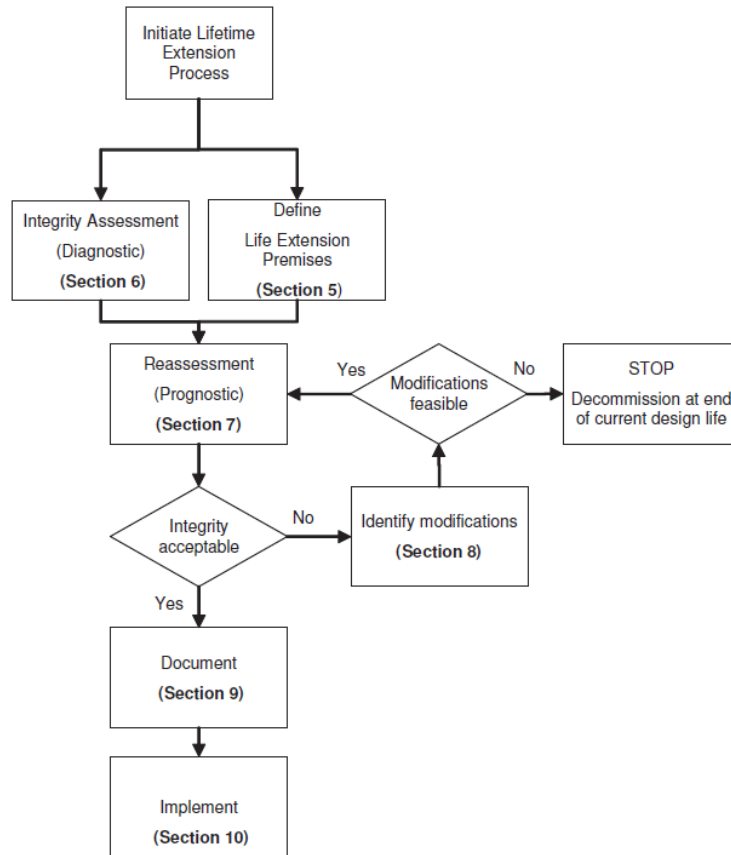 Initiate Lifetime
Extension
Process
Integrity Assessment
(Diagnostic)
(Section 6)
Define
Life Extension
Premises
(Section 5)
Reassessment
(Prognostic)
(Section 7)
Yes
Modifications
feasible
No
STOP
Decommission at end
of current design life
Integrity
acceptable
No
Identify modifications
(Section 8)
Yes
Document
(Section 9)
Implement
(Section 10)